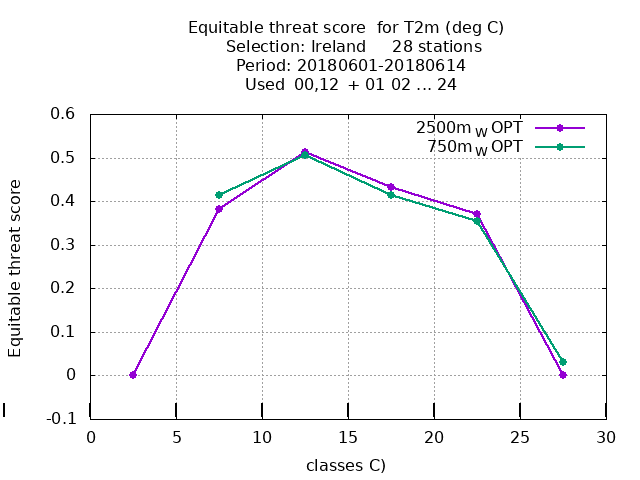 Equitable threat score  for T2m (deg C)
Selection: Ireland     28 stations
Period: 20180601-20180614
Used  00,12  + 01 02 ... 24
2500m W OPT
750m W OPT
Equitable threat score
0.6
0.5
0.4
0.3
0.2
0.1
0
-0.1
0 5 10 15 20 25 30
classes C)